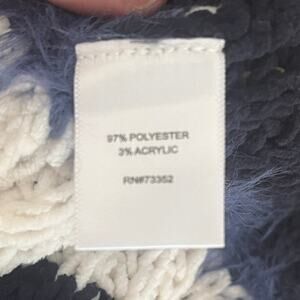 97% POLYESTER
3% ACRYLIC
RN#73352